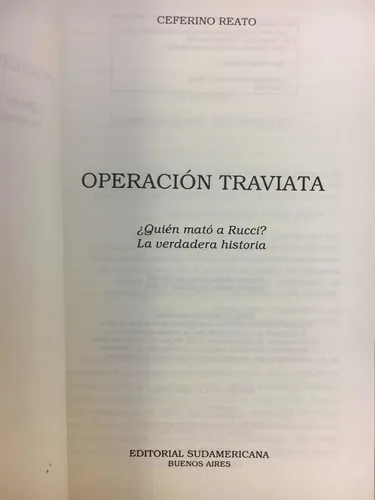 CEFERINO REATO
OPERACIÓN TRAVIATA
¿Quién mató a Rucci?
La verdadera historia
EDITORIAL SUDAMERICANA
BUENOS AIRES